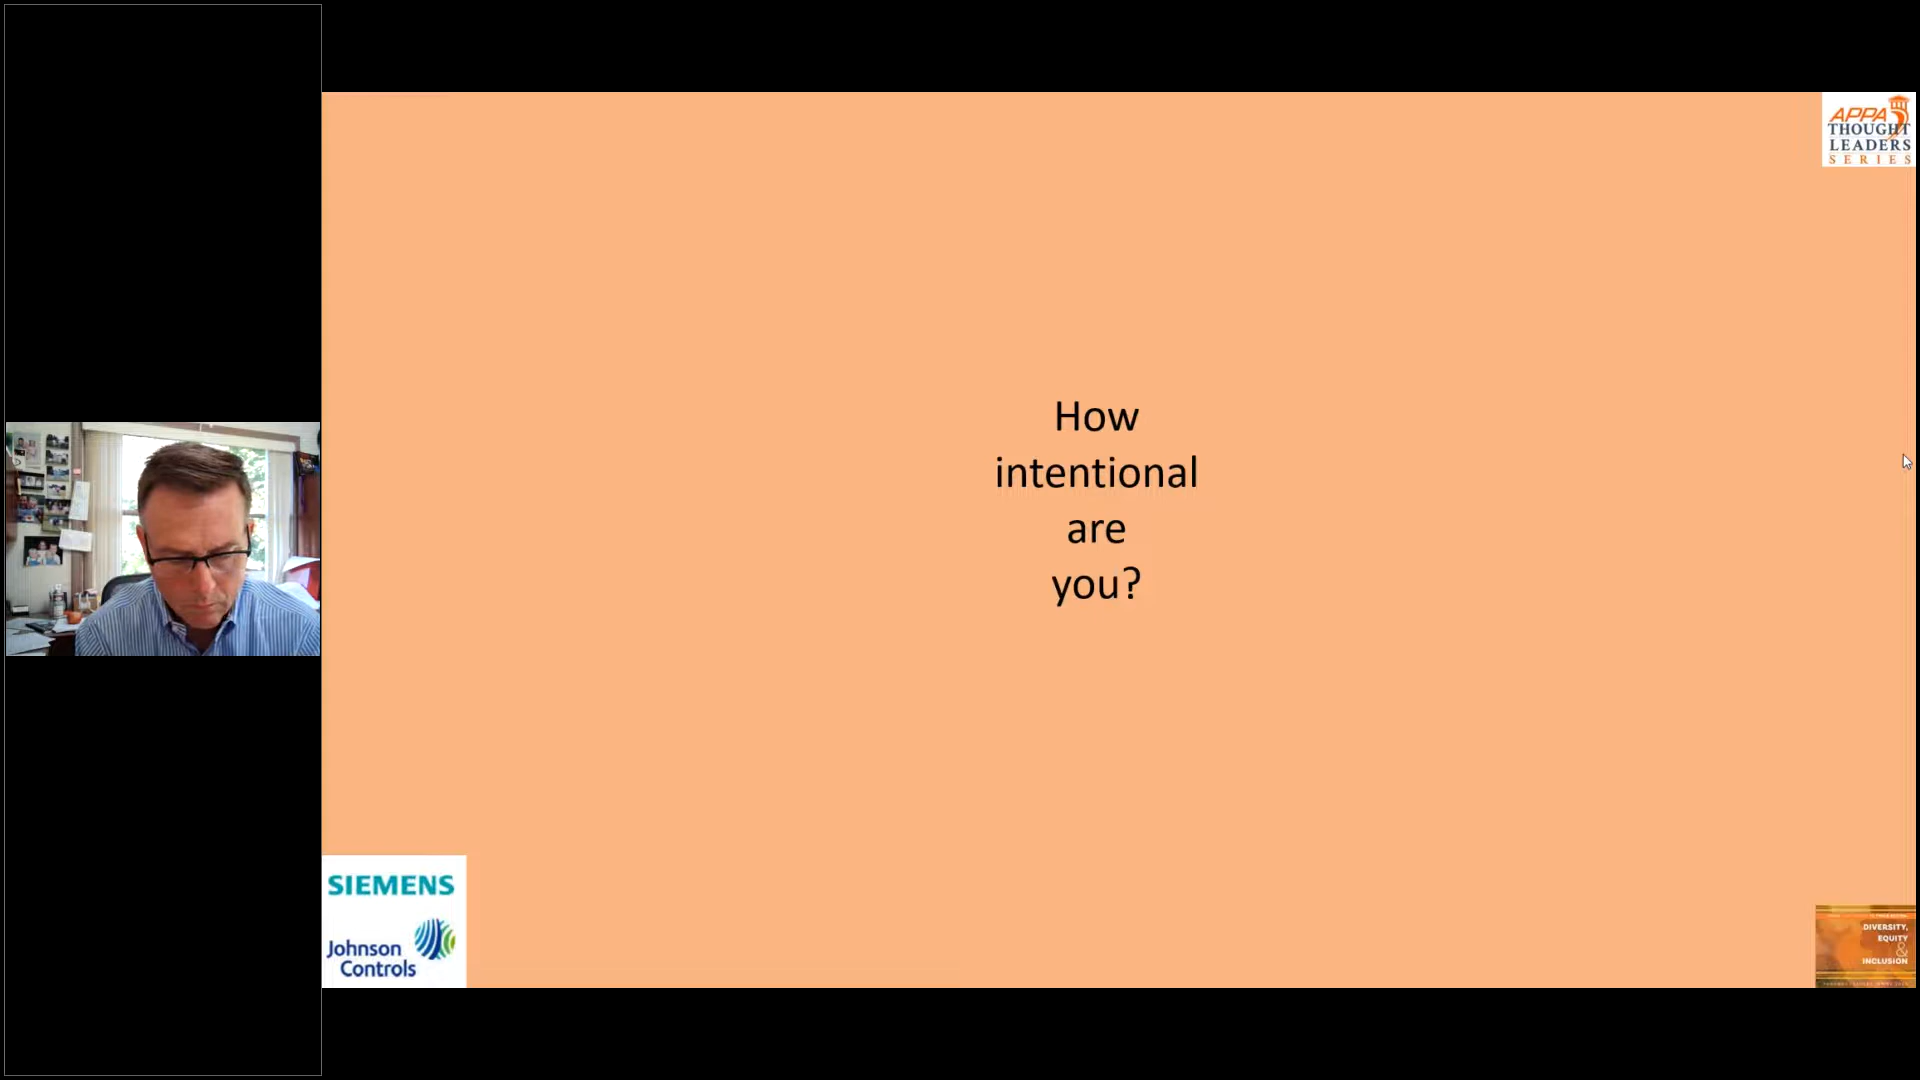 APPA
THOUGHT
LEADERS
SERIES
How
intentional
are
you?
SIEMENS
Johnson
Controls
DIVERSITY,
EQUITY
&
INCLUSION